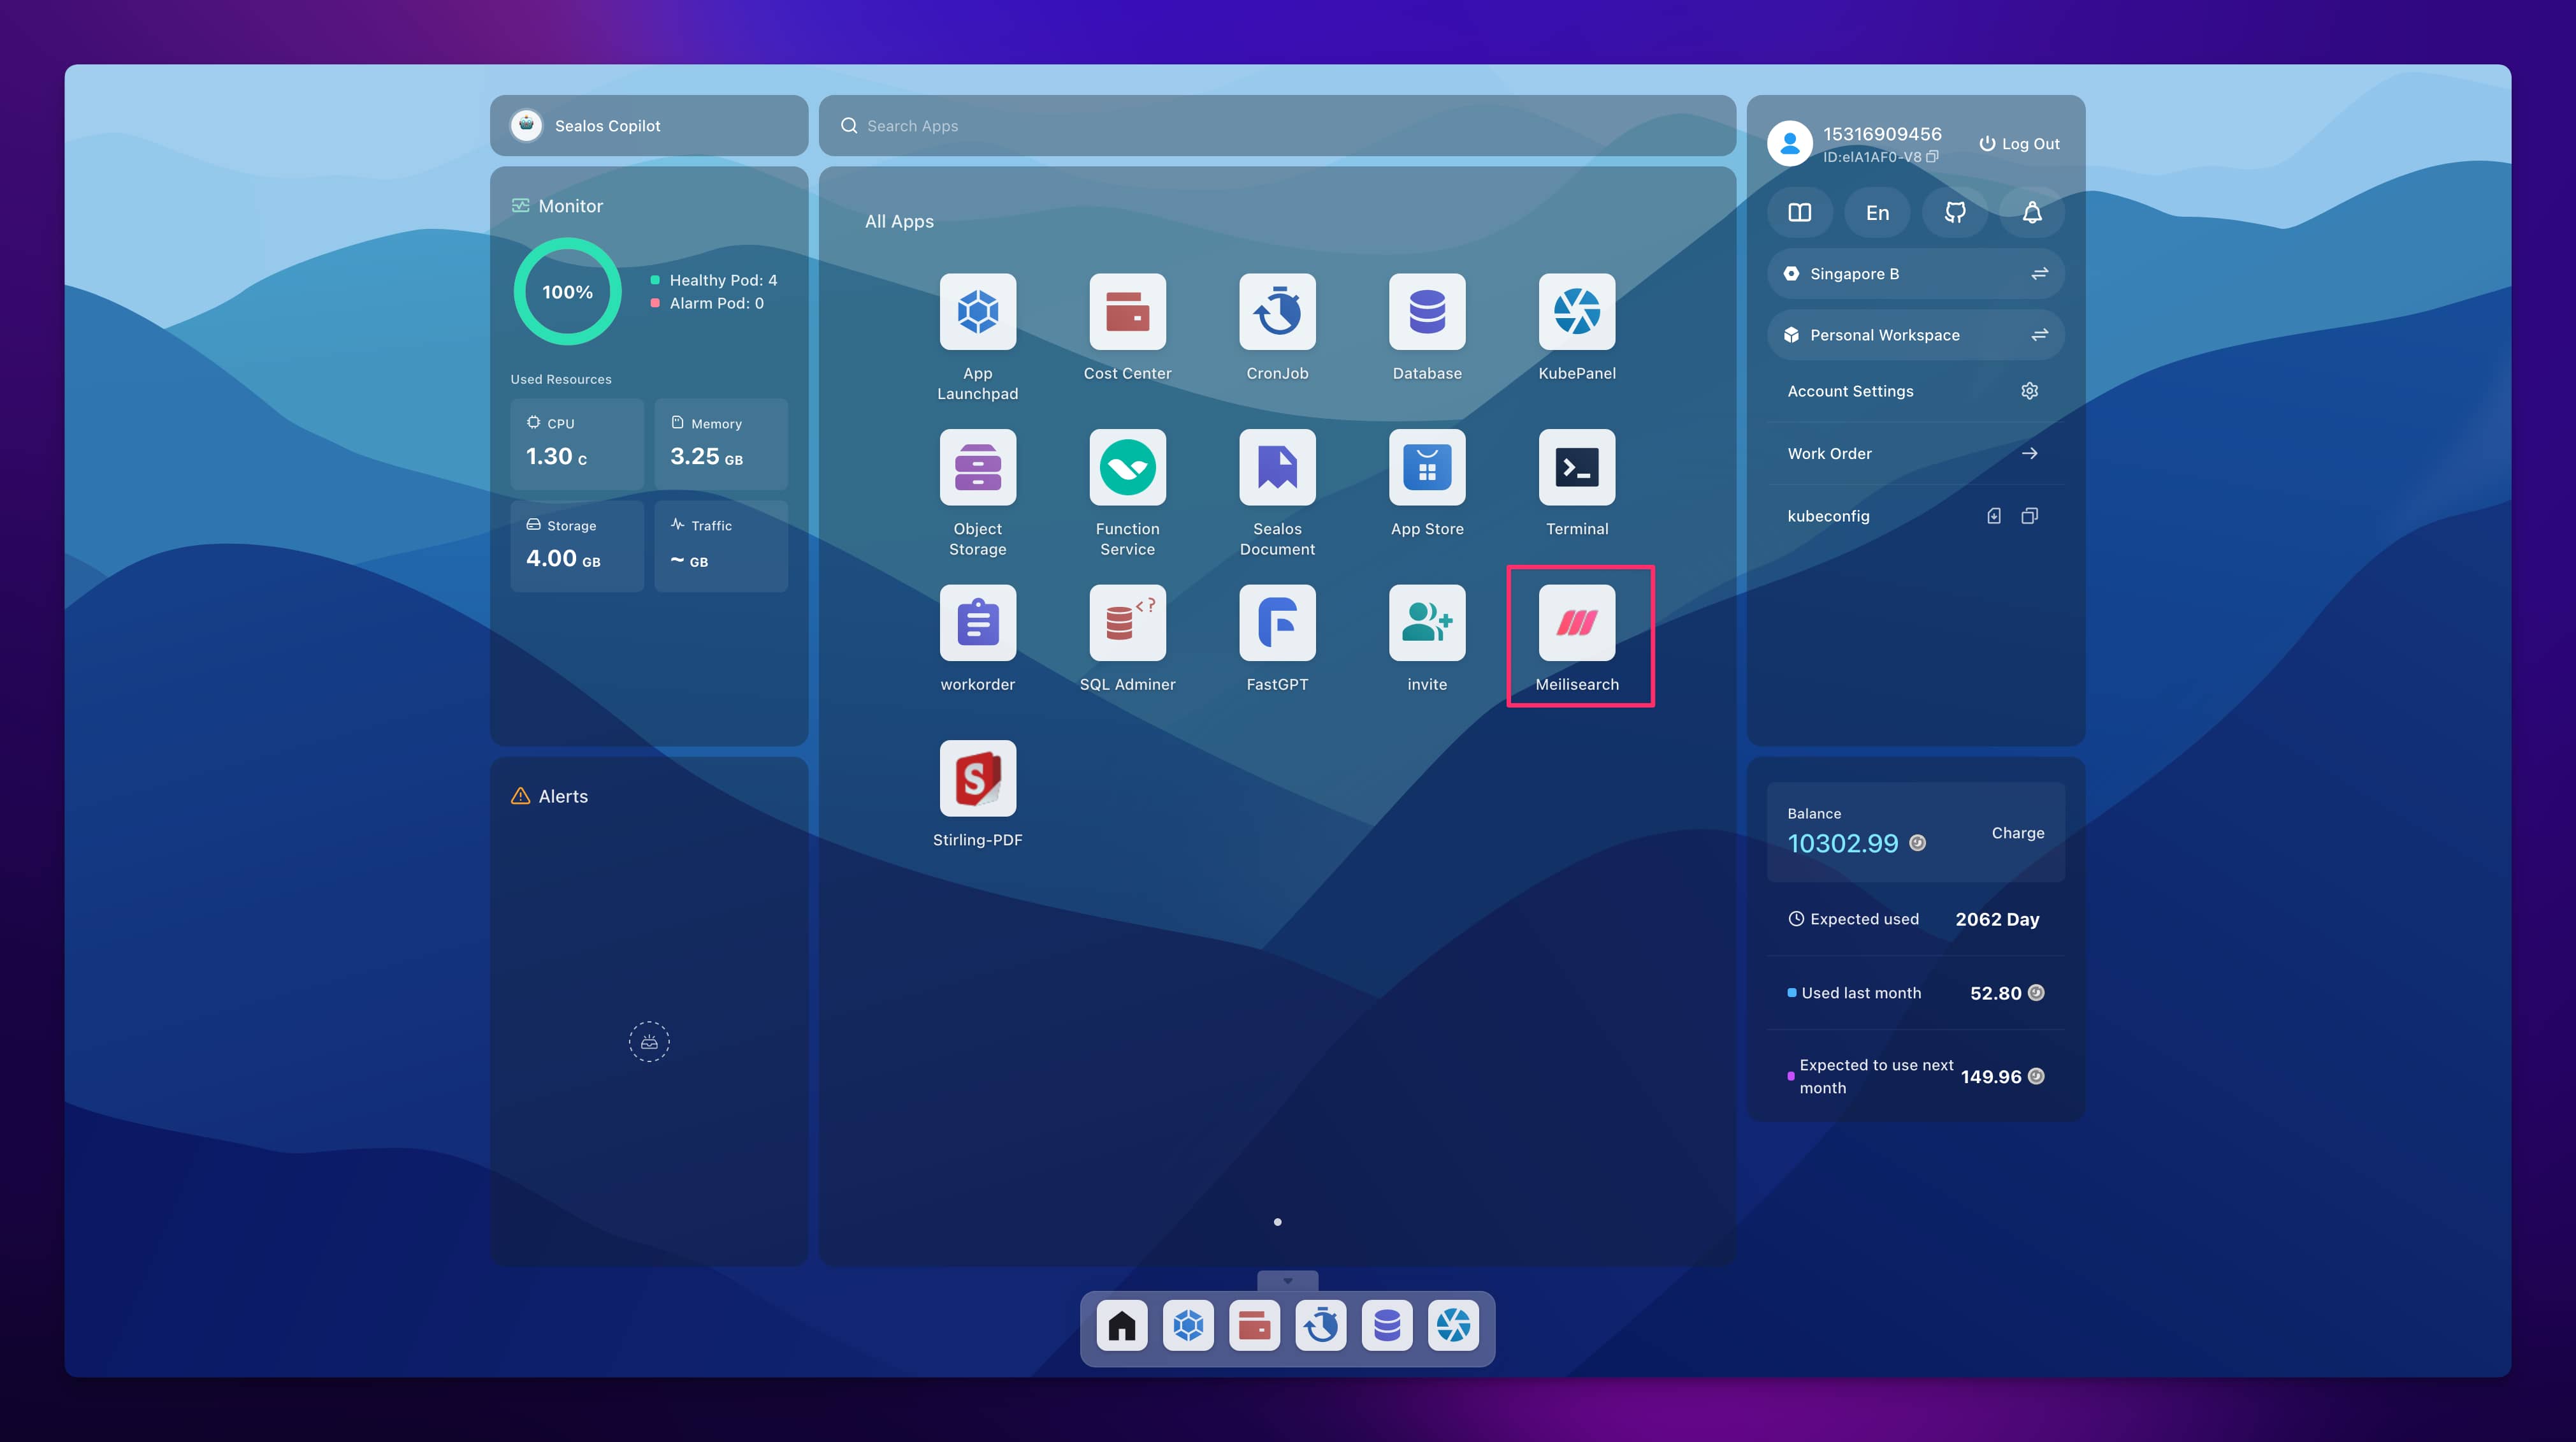 Sealos Copilot
Search Apps
15316909456
ID:elA1AF0-V8
Log Out
Monitor
100%
Healthy Pod: 4
Alarm Pod: 0
Used Resources
CPU
1.30 C
Memory
3.25 GB
Storage
4.00 GB
Traffic
~ GB
Alerts
All Apps
App
Launchpad
Cost Center
CronJob
Database
KubePanel
Object
Storage
Function
Service
Sealos
Document
App Store
>_
Terminal
workorder
<?
SQL Adminer
FastGPT
invite
Meilisearch
S
Stirling-PDF
En
Singapore B
Personal Workspace
Account Settings
Work Order
kubeconfig
Balance
10302.99
Charge
Expected used
2062 Day
Used last month
52.80
Expected to use next
month
149.96